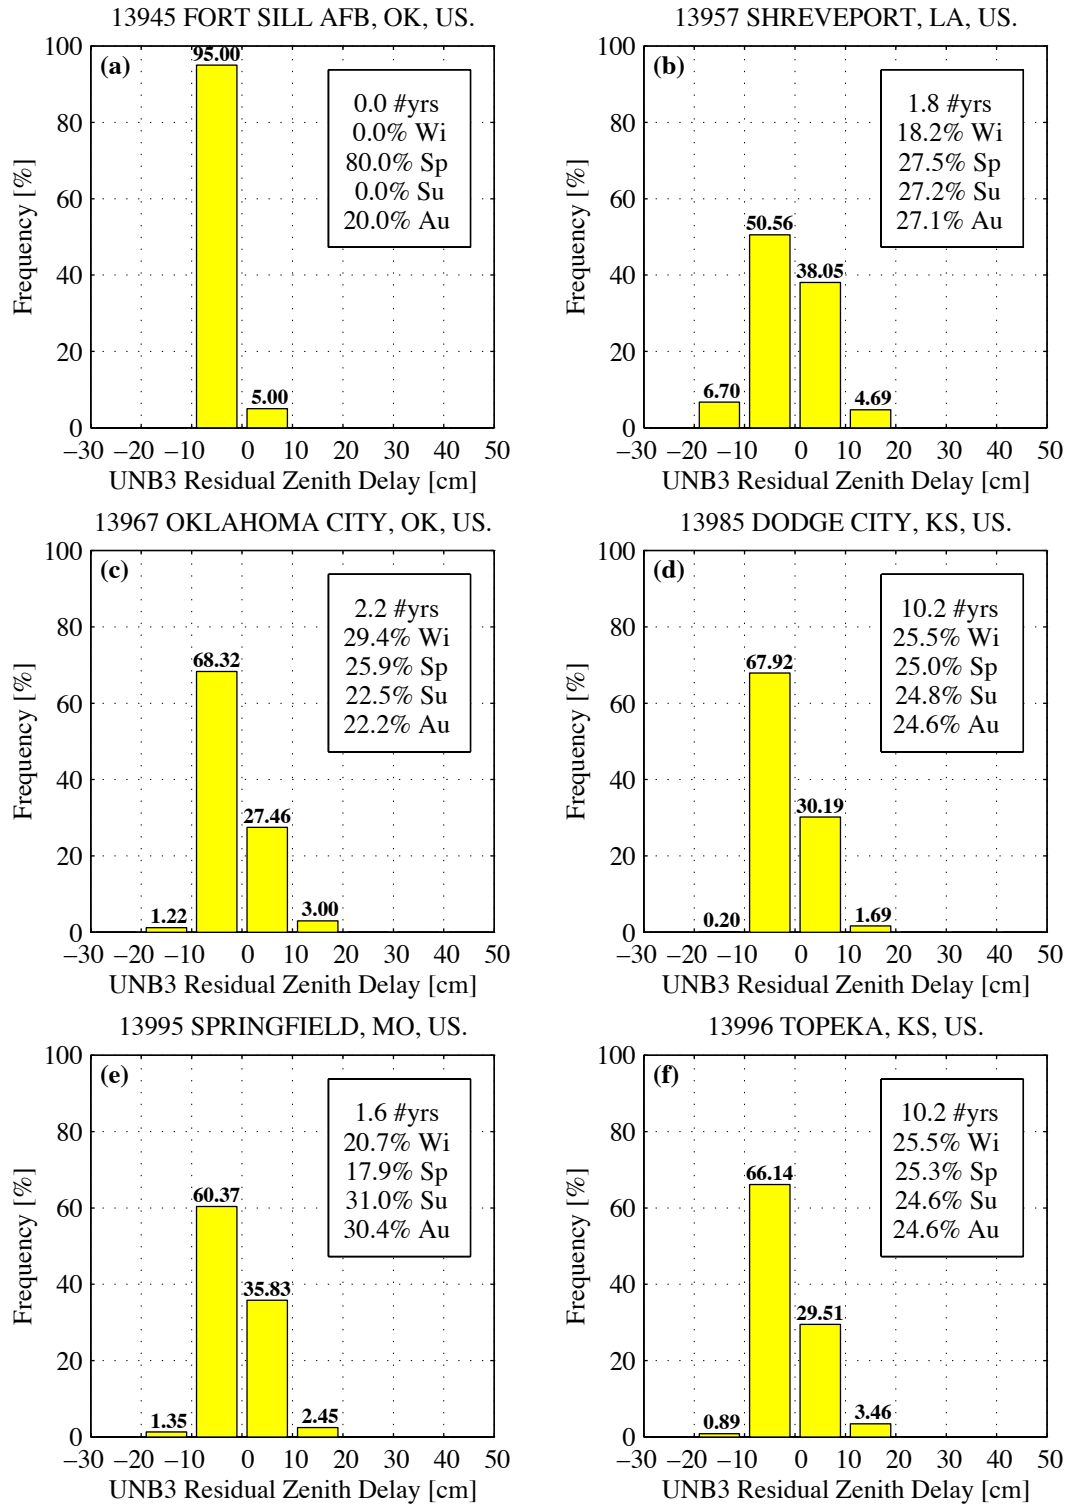 13945 FORT SILL AFB, OK, US.
(a)
95.00
5.00
0.0 #yrs
0.0% Wi
80.0% Sp
0.0% Su
20.0% Au
Frequency [%]
100
80
60
40
20
0
−30 −20 −10 0 10 20 30 40 50
UNB3 Residual Zenith Delay [cm]
13957 SHREVEPORT, LA, US.
(b)
6.70
50.56
38.05
4.69
1.8 #yrs
18.2% Wi
27.5% Sp
27.2% Su
27.1% Au
Frequency [%]
100
80
60
40
20
0
−30 −20 −10 0 10 20 30 40 50
UNB3 Residual Zenith Delay [cm]
13967 OKLAHOMA CITY, OK, US.
(c)
1.22
68.32
27.46
3.00
2.2 #yrs
29.4% Wi
25.9% Sp
22.5% Su
22.2% Au
Frequency [%]
100
80
60
40
20
0
−30 −20 −10 0 10 20 30 40 50
UNB3 Residual Zenith Delay [cm]
13985 DODGE CITY, KS, US.
(d)
0.20
67.92
30.19
1.69
10.2 #yrs
25.5% Wi
25.0% Sp
24.8% Su
24.6% Au
Frequency [%]
100
80
60
40
20
0
−30 −20 −10 0 10 20 30 40 50
UNB3 Residual Zenith Delay [cm]
13995 SPRINGFIELD, MO, US.
(e)
1.35
60.37
35.83
2.45
1.6 #yrs
20.7% Wi
17.9% Sp
31.0% Su
30.4% Au
Frequency [%]
100
80
60
40
20
0
−30 −20 −10 0 10 20 30 40 50
UNB3 Residual Zenith Delay [cm]
13996 TOPEKA, KS, US.
(f)
0.89
66.14
29.51
3.46
10.2 #yrs
25.5% Wi
25.3% Sp
24.6% Su
24.6% Au
Frequency [%]
100
80
60
40
20
0
−30 −20 −10 0 10 20 30 40 50
UNB3 Residual Zenith Delay [cm]